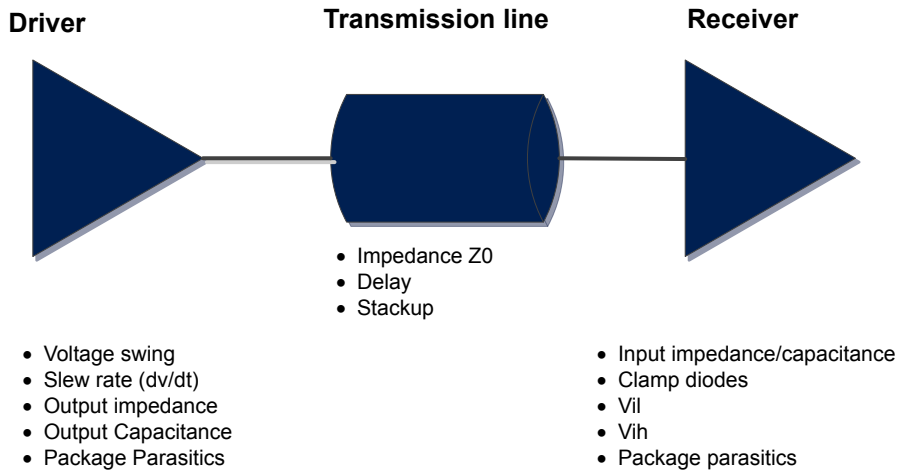 Driver
Transmission line
Receiver
• Impedance Z0
• Delay
• Stackup
• Voltage swing
• Slew rate (dv/dt)
• Output impedance
• Output Capacitance
• Package Parasitics
• Input impedance/capacitance
• Clamp diodes
• Vil
• Vih
• Package parasitics